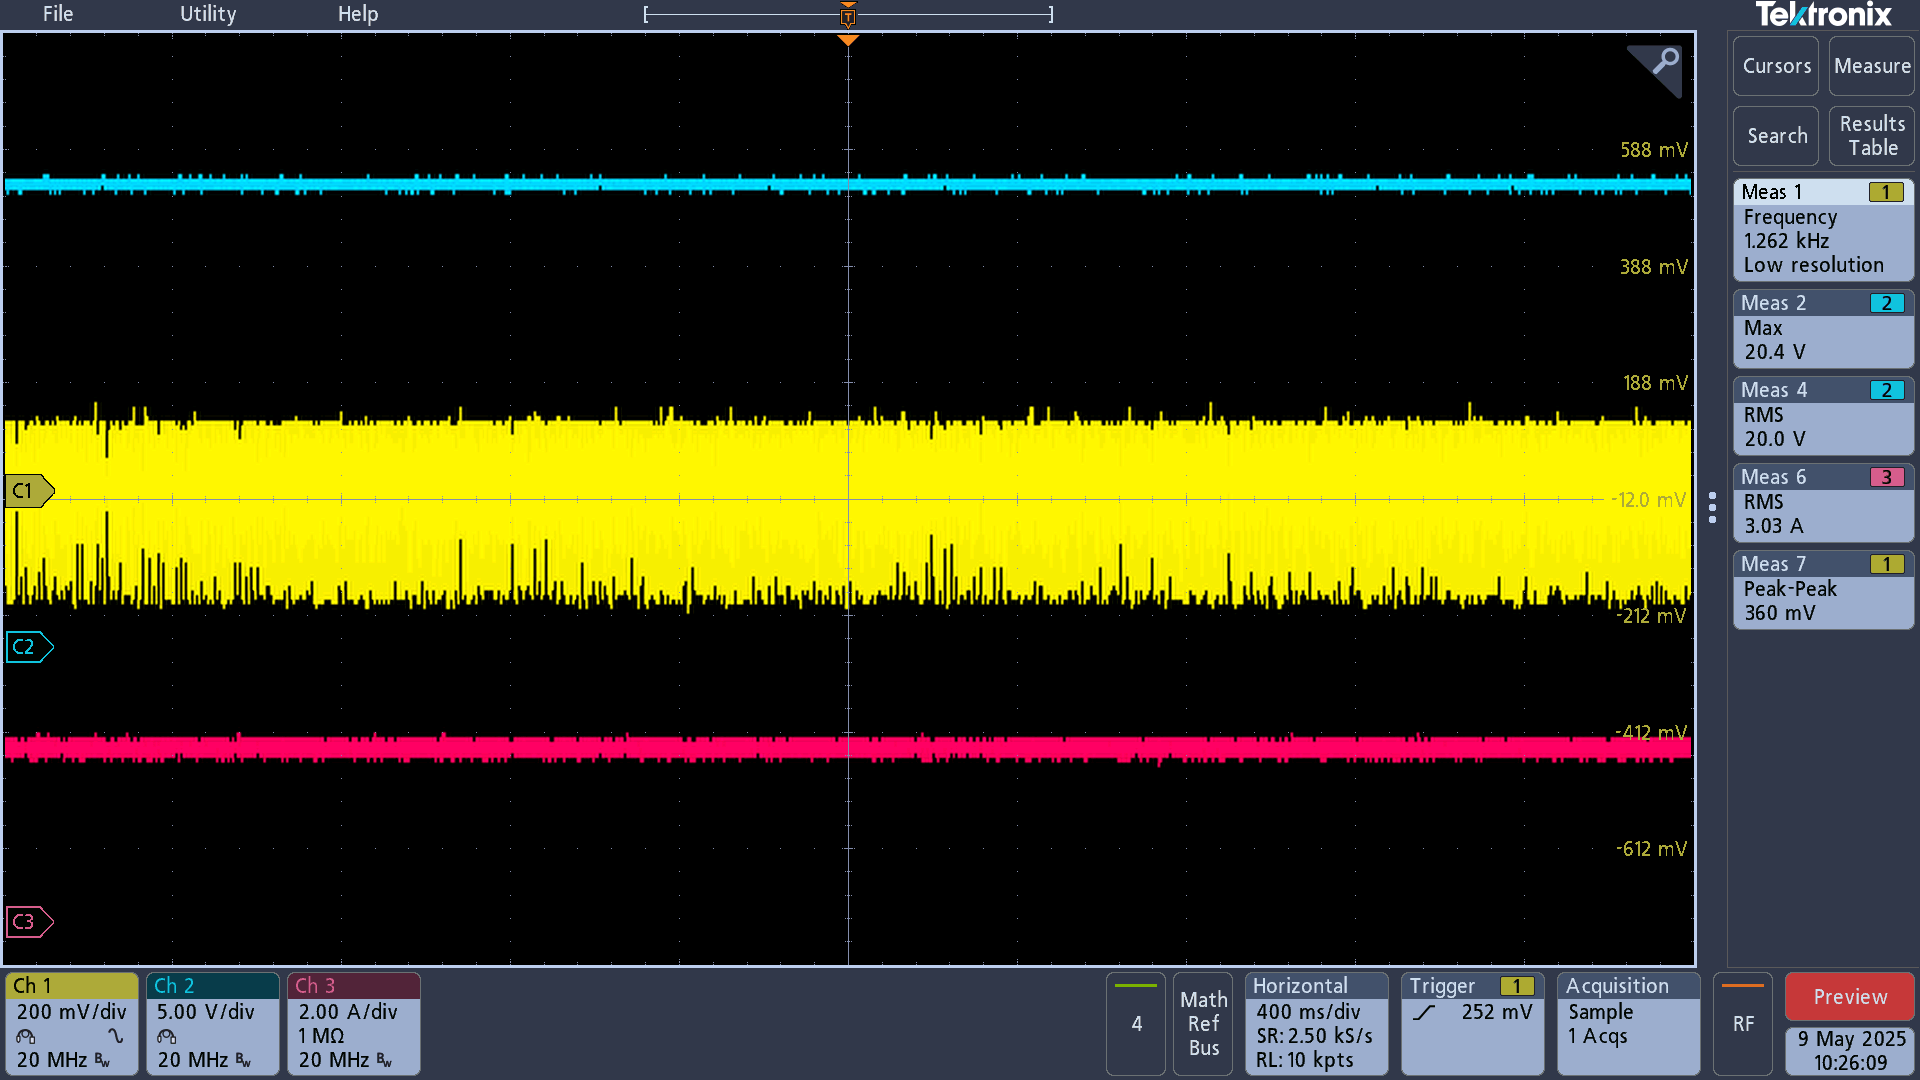 File Utility Help
T
Tektronix
Cursors Measure
Search Results Table
588 mV
388 mV
188 mV
-12.0 mV
-212 mV
-412 mV
-612 mV
C1
C2
C3
Meas 1 1
Frequency
1.262 kHz
Low resolution
Meas 2 2
Max
20.4 V
Meas 4 2
RMS
20.0 V
Meas 6 3
RMS
3.03 A
Meas 7 1
Peak-Peak
360 mV
Ch 1
200 mV/div
20 MHz Bw
Ch 2
5.00 V/div
20 MHz Bw
Ch 3
2.00 A/div
1 MΩ
20 MHz Bw
4
Math
Ref
Bus
Horizontal
400 ms/div
SR: 2.50 kS/s
RL: 10 kpts
Trigger 1
252 mV
Acquisition
Sample
1 Acqs
RF
Preview
9 May 2025
10:26:09